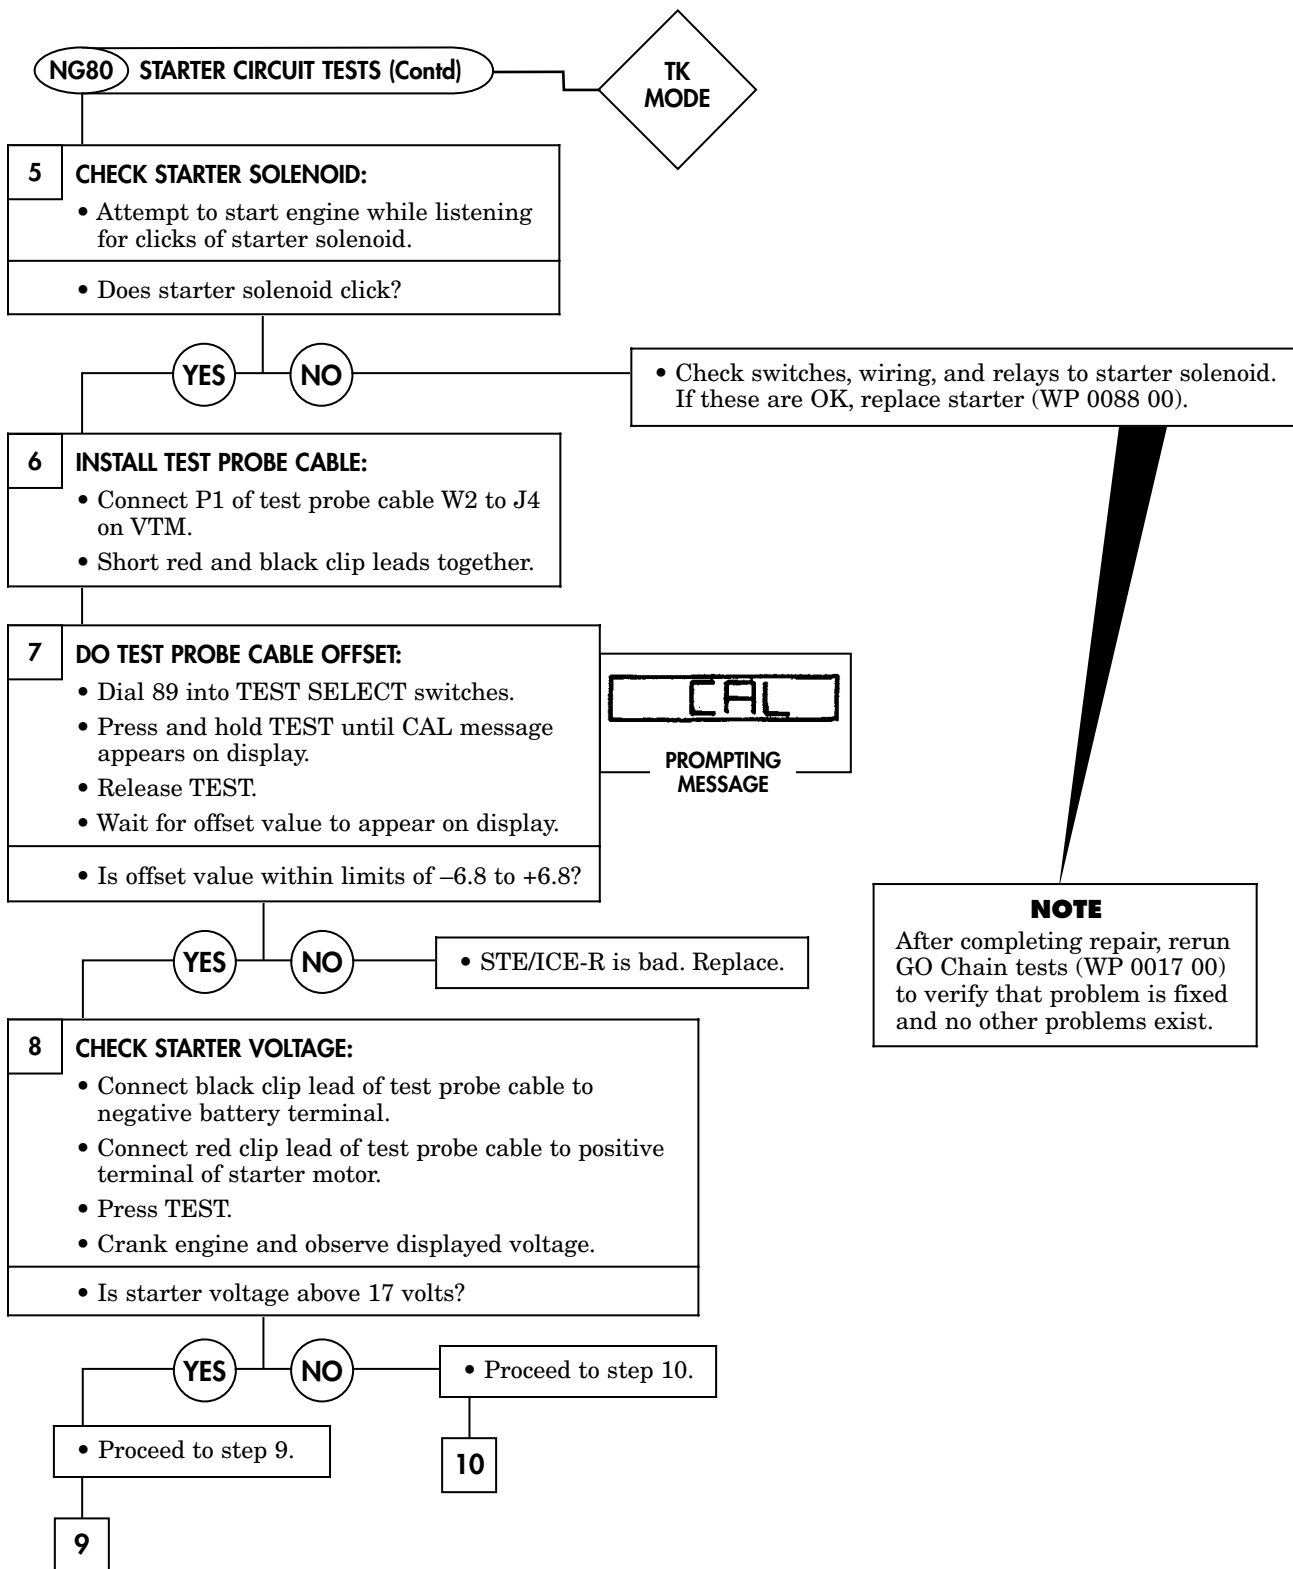 NG80 STARTER CIRCUIT TESTS (Contd)
TK
MODE
5 CHECK STARTER SOLENOID:
• Attempt to start engine while listening
for clicks of starter solenoid.
• Does starter solenoid click?
YES NO
• Check switches, wiring, and relays to starter solenoid.
If these are OK, replace starter (WP 0088 00).
6 INSTALL TEST PROBE CABLE:
• Connect P1 of test probe cable W2 to J4
on VTM.
• Short red and black clip leads together.
7 DO TEST PROBE CABLE OFFSET:
• Dial 89 into TEST SELECT switches.
• Press and hold TEST until CAL message
appears on display.
• Release TEST.
• Wait for offset value to appear on display.
• Is offset value within limits of –6.8 to +6.8?
CAL
PROMPTING
MESSAGE
YES NO
• STE/ICE-R is bad. Replace.
NOTE
After completing repair, rerun
GO Chain tests (WP 0017 00)
to verify that problem is fixed
and no other problems exist.
8 CHECK STARTER VOLTAGE:
• Connect black clip lead of test probe cable to
negative battery terminal.
• Connect red clip lead of test probe cable to positive
terminal of starter motor.
• Press TEST.
• Crank engine and observe displayed voltage.
• Is starter voltage above 17 volts?
YES NO
• Proceed to step 10.
• Proceed to step 9.
10
9